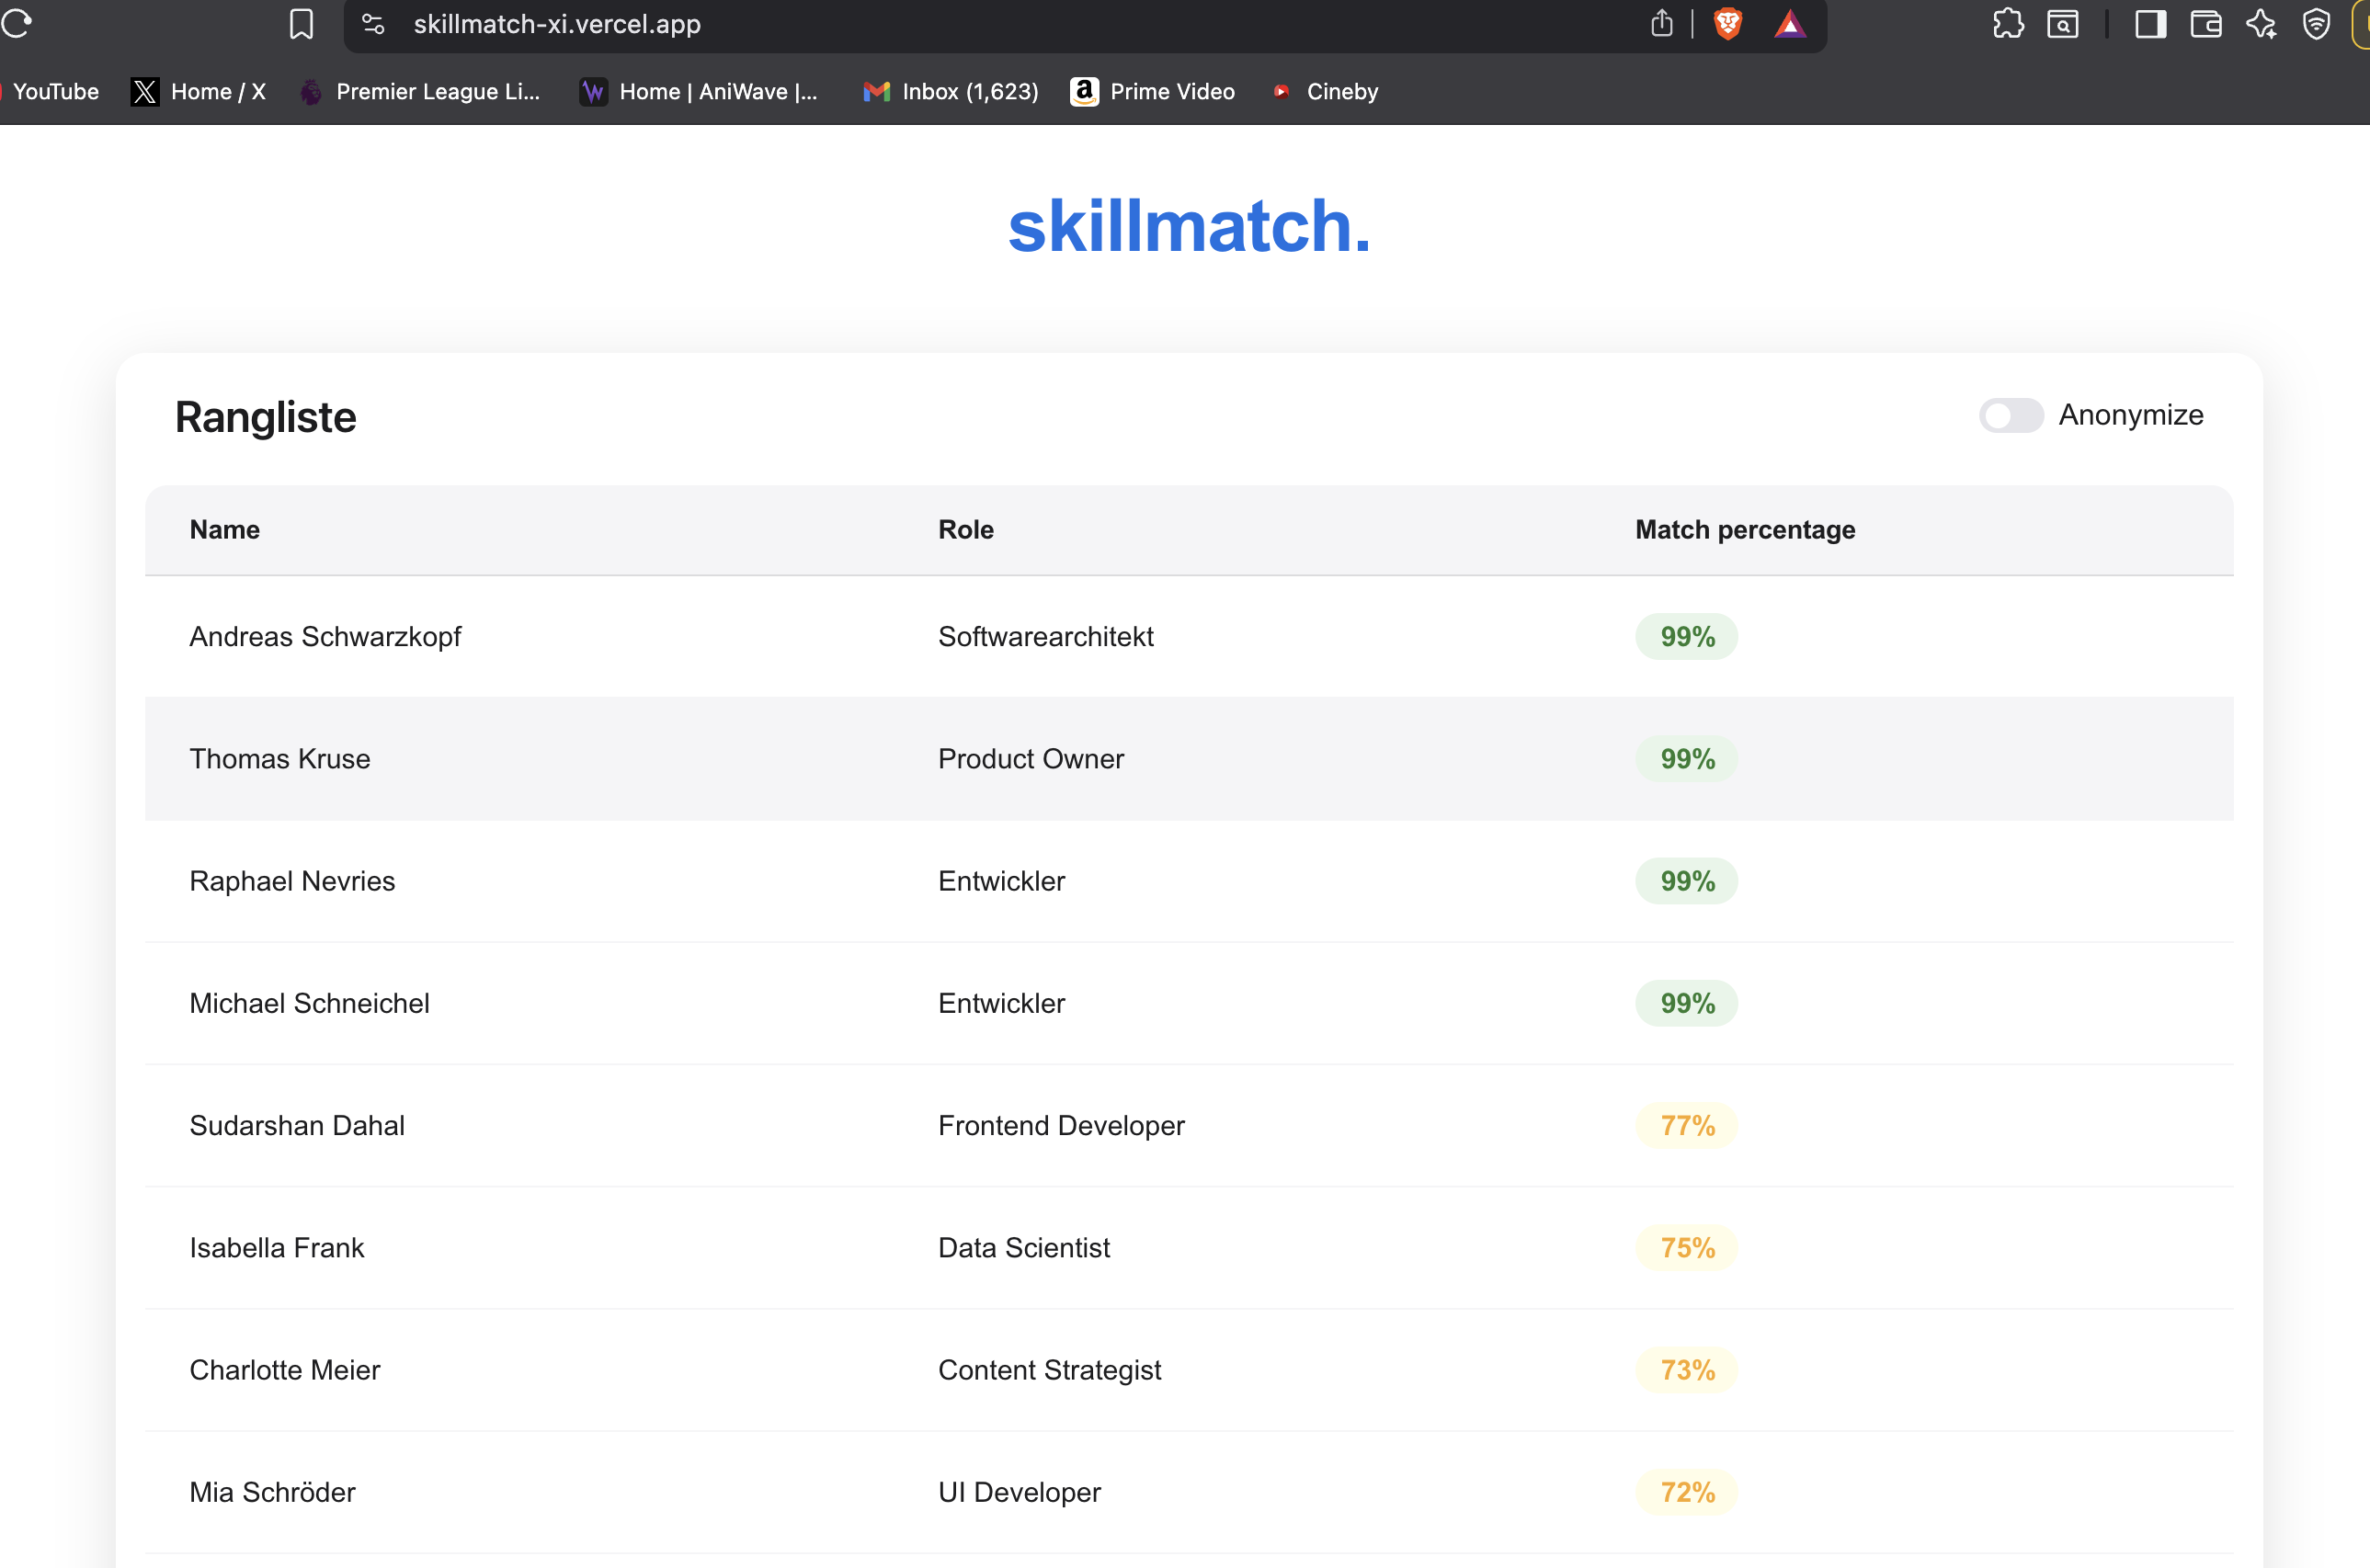 skillmatch-xi.vercel.app
YouTube Home / X Premier League Li... Home | AniWave |... Inbox (1,623) Prime Video Cineby
skillmatch.
Rangliste Anonymize
Name Role Match percentage
Andreas Schwarzkopf Softwarearchitekt 99%
Thomas Kruse Product Owner 99%
Raphael Nevries Entwickler 99%
Michael Schneichel Entwickler 99%
Sudarshan Dahal Frontend Developer 77%
Isabella Frank Data Scientist 75%
Charlotte Meier Content Strategist 73%
Mia Schröder UI Developer 72%